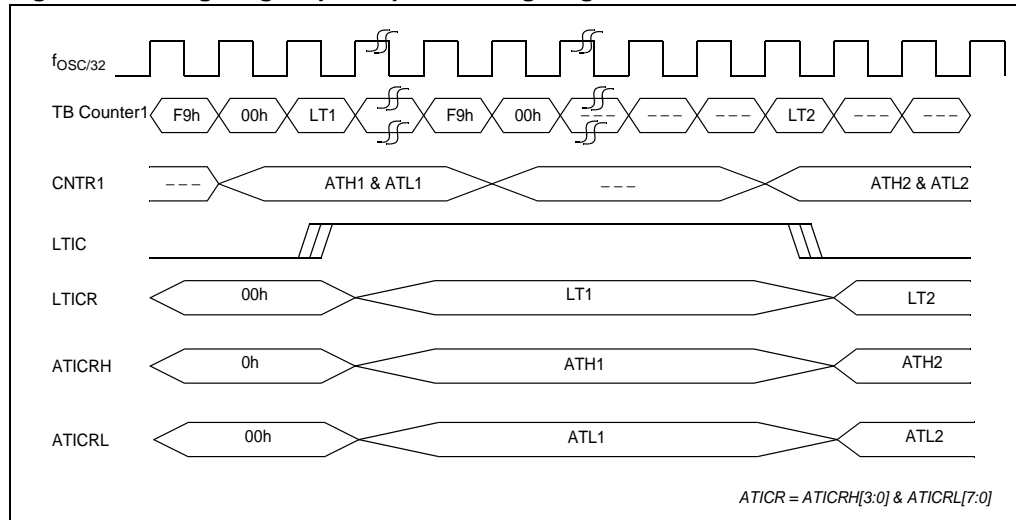 fOSC/32
TB Counter1 F9h 00h LT1 F9h 00h --- --- --- LT2 --- ---
CNTR1 --- ATH1 & ATL1 --- ATH2 & ATL2
LTIC
LTICR 00h LT1 LT2
ATICRH 0h ATH1 ATH2
ATICRL 00h ATL1 ATL2
ATICR = ATICRH[3:0] & ATICRL[7:0]